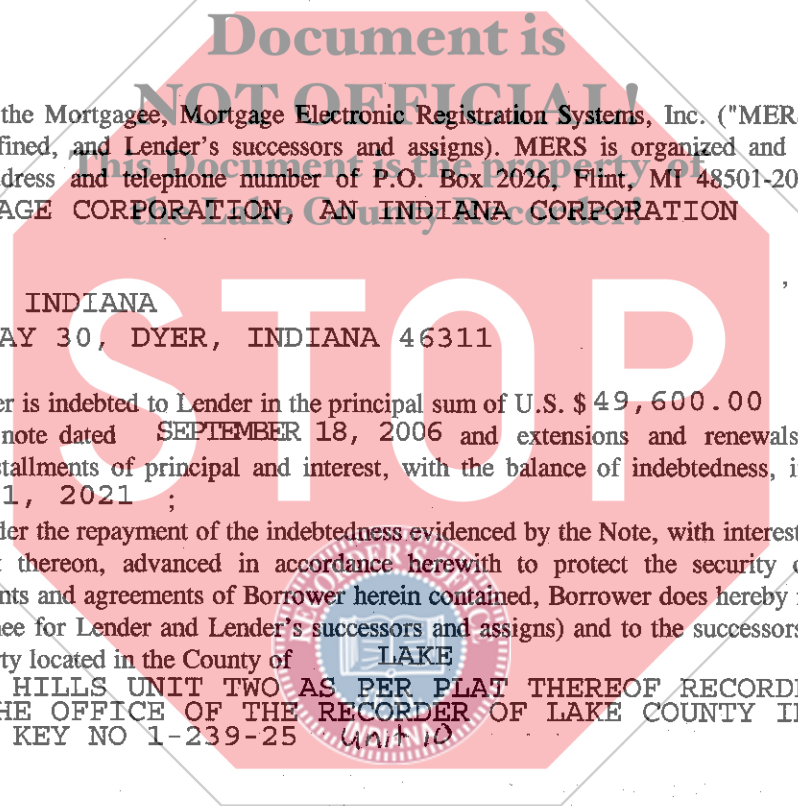 Document is
NOT OFFICIAL!
the Mortgagee, Mortgage Electronic Registration Systems, Inc. ("MER
fined, and Lender's successors and assigns). MERS is organized and
This Document is the property of
dress and telephone number of P.O. Box 2026, Flint, MI 48501-20
the Lake County Recorder!
AGE CORPORATION, AN INDIANA CORPORATION
,
INDIANA
AY 30, DYER, INDIANA 46311
STOP
er is indebted to Lender in the principal sum of U.S. $ 49,600.00
note dated SEPTEMBER 18, 2006 and extensions and renewals
stallments of principal and interest, with the balance of indebtedness, i
1, 2021 ;
der the repayment of the indebtedness evidenced by the Note, with interest
t thereon, advanced in accordance herewith to protect the security o
nts and agreements of Borrower herein contained, Borrower does hereby
nee for Lender and Lender's successors and assigns) and to the successors
rty located in the County of LAKE
HILLS UNIT TWO AS PER PLAT THEREOF RECORD
HE OFFICE OF THE RECORDER OF LAKE COUNTY I
KEY NO 1-239-25 Unit 10
RECORDER'S OFFICE
INDIANA